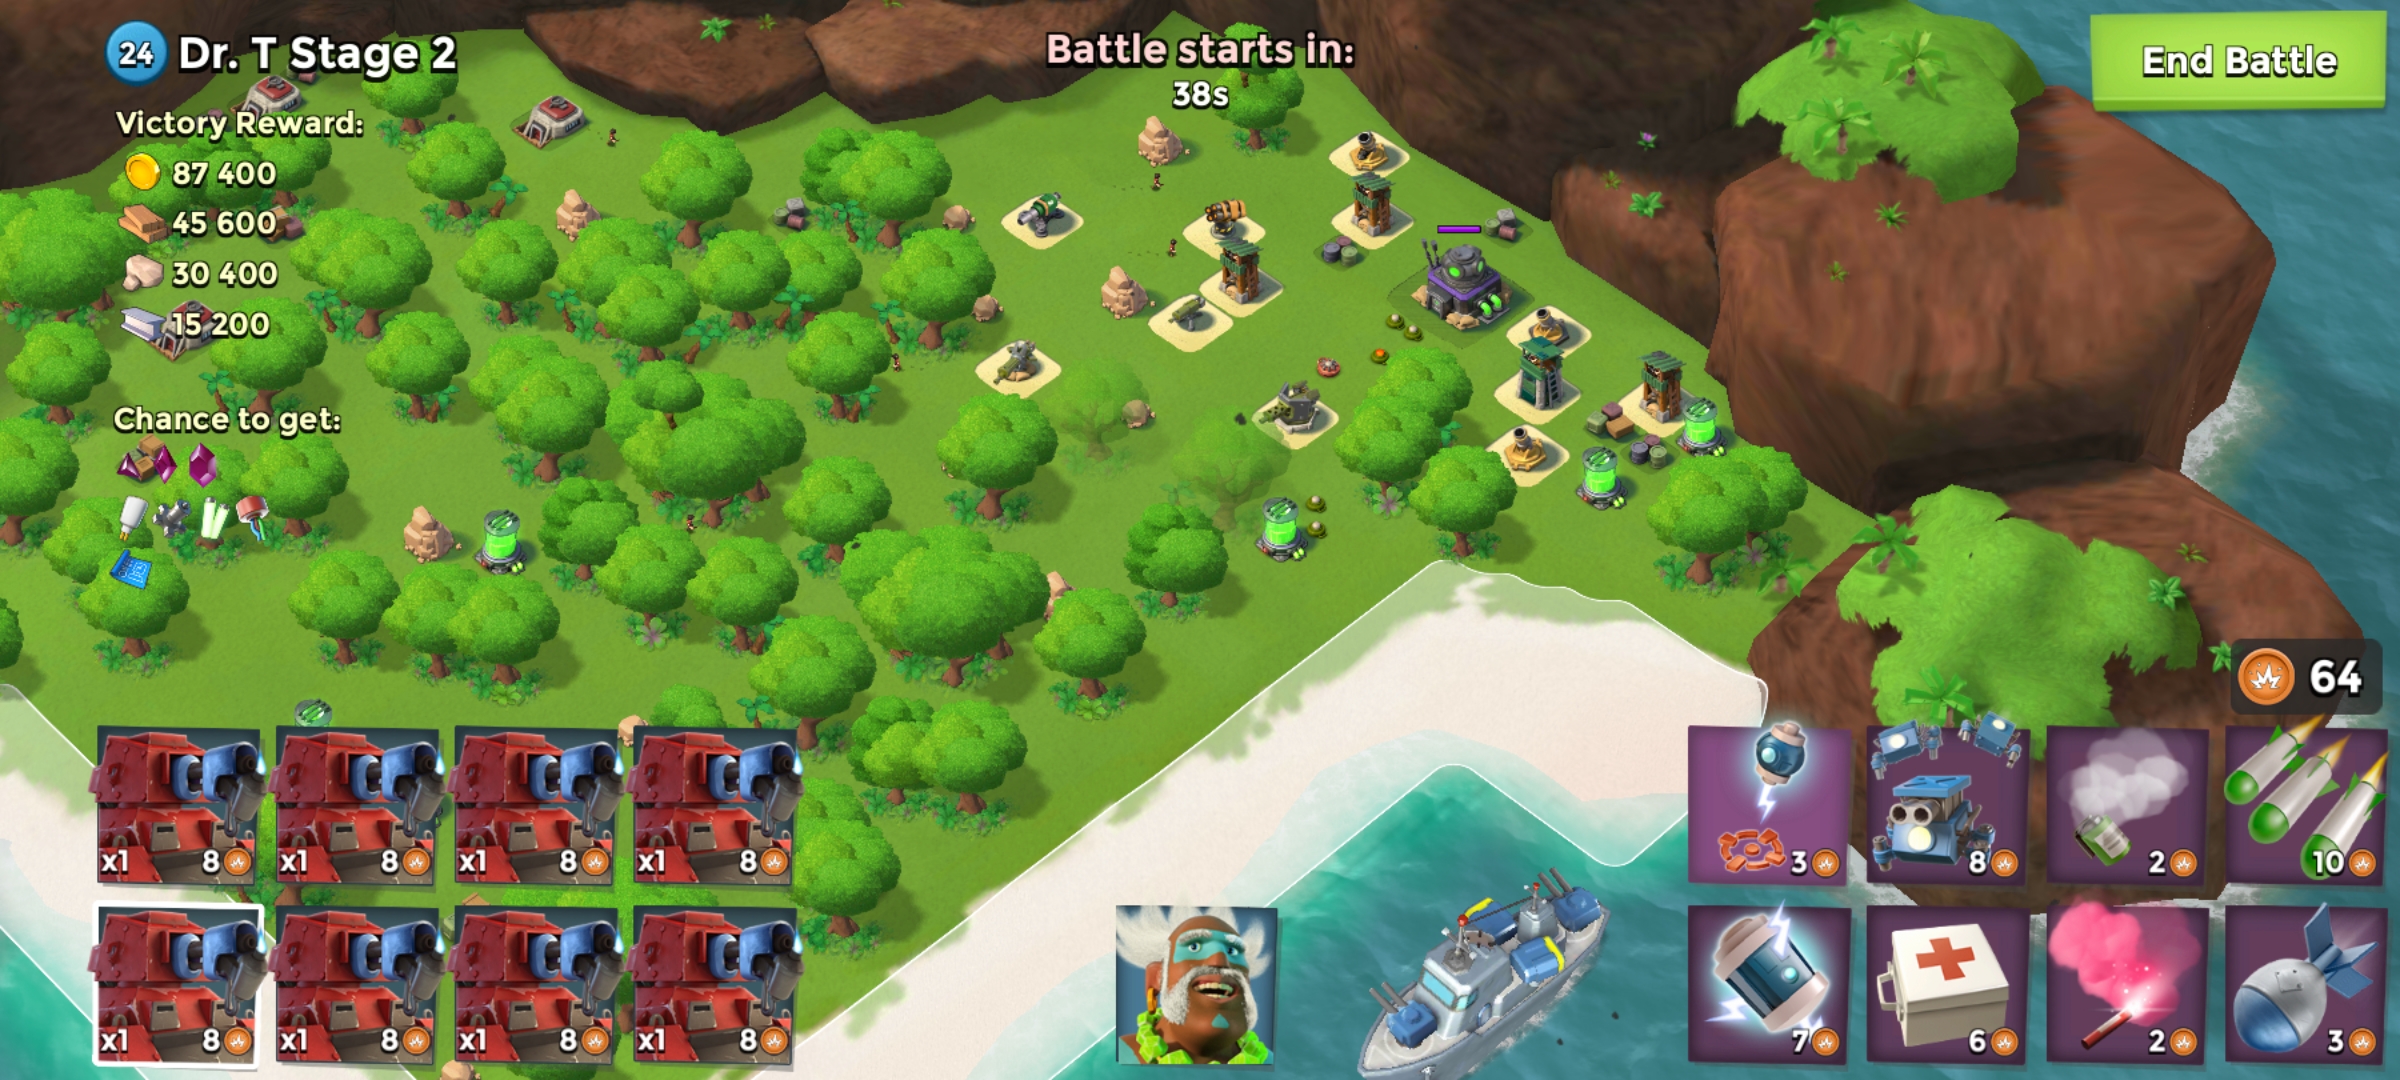 24 Dr. T Stage 2
Battle starts in:
38s
End Battle
Victory Reward:
87 400
45 600
30 400
15 200
Chance to get:
64
x1 8
x1 8
x1 8
x1 8
3
8
2
10
x1 8
x1 8
x1 8
x1 8
7
6
2
3